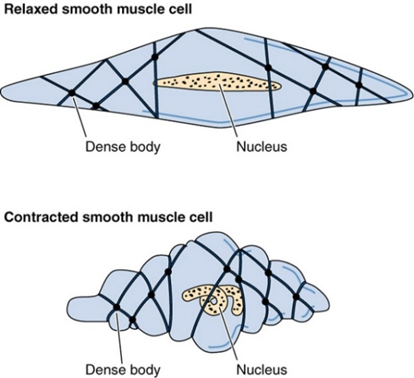 Relaxed smooth muscle cell
Dense body
Nucleus
Contracted smooth muscle cell
Dense body
Nucleus